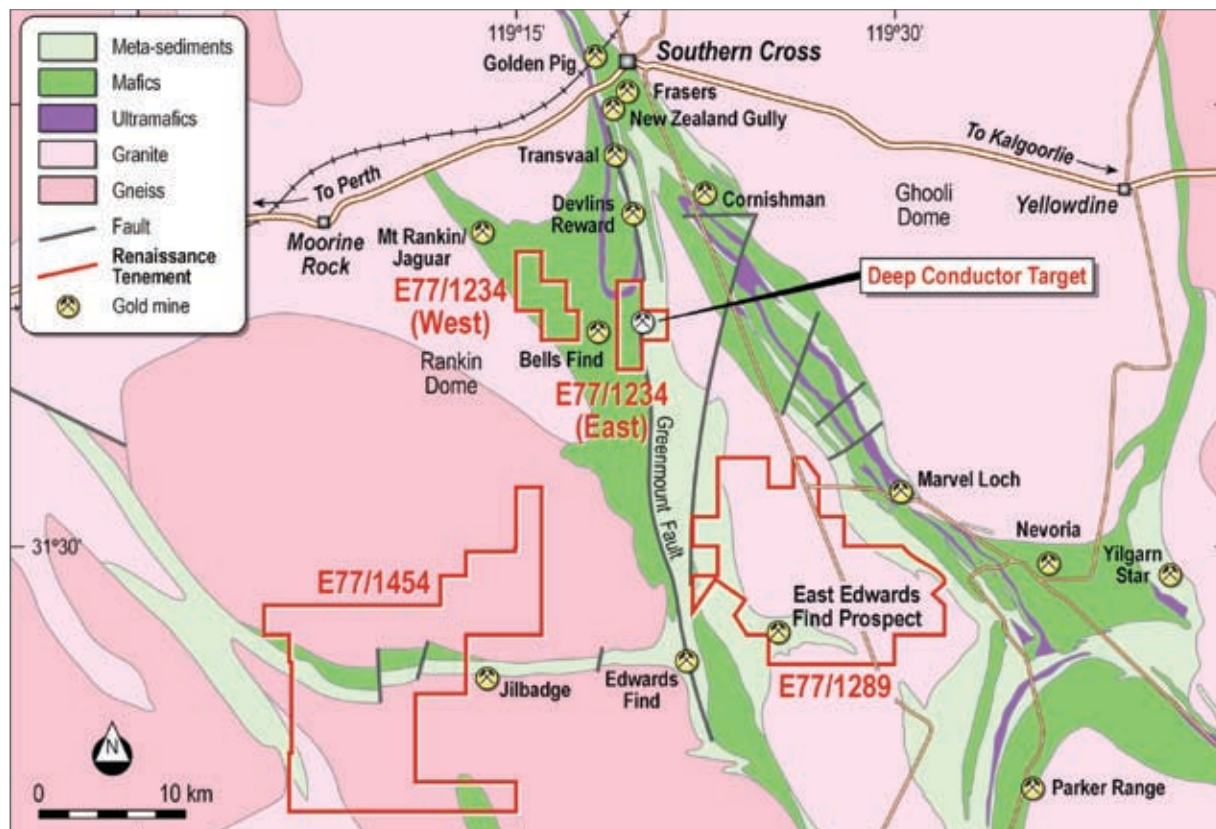 Meta-sediments
Mafics
Ultramafics
Granite
Gneiss
Fault
Renaissance
Tenement
Gold mine
119°15'
119°30'
Golden Pig
Southern Cross
Frasers
New Zealand Gully
Transvaal
To Perth
To Kalgoorlie
Moorine
Rock
Devlins
Reward
Cornishman
Ghooli
Dome
Yellowdine
Mt Rankin/
Jaguar
E77/1234
(West)
Deep Conductor Target
Bells Find
Rankin
Dome
E77/1234
(East)
Greenmount Fault
Marvel Loch
Nevoria
Yilgarn
Star
31°30'
E77/1454
East Edwards
Find Prospect
Jilbadge
Edwards
Find
E77/1289
Parker Range
N
0 10 km